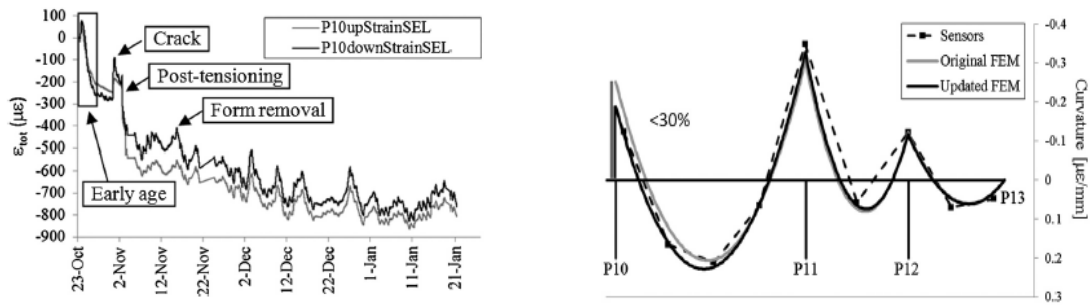 100
0
-100
-200
-300
-400
-500
-600
-700
-800
-900
ε_tot (με)
P10upStrainSEL
P10downStrainSEL
Crack
Post-tensioning
Form removal
Early age
23-Oct
2-Nov
12-Nov
22-Nov
2-Dec
12-Dec
22-Dec
1-Jan
11-Jan
21-Jan
Sensors
Original FEM
Updated FEM
<30%
P10
P11
P12
P13
-0.4
-0.3
-0.2
-0.1
0
0.1
0.2
0.3
Curvature [με/mm]